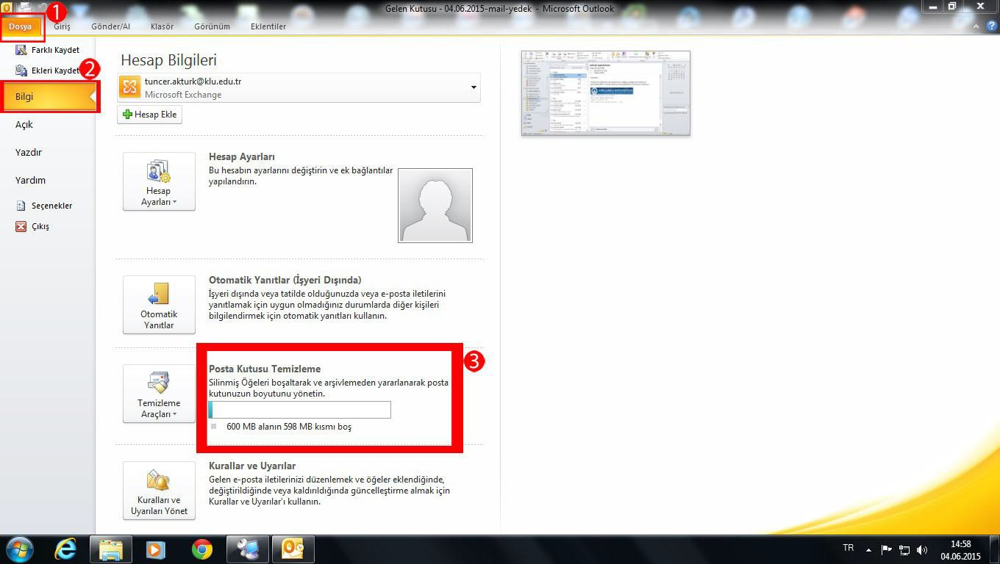 Gelen Kutusu - 04.06.2015-mail-yedek - Microsoft Outlook
1
Dosya
Giriş
Gönder/Al
Klasör
Görünüm
Eklentiler
Farklı Kaydet
Ekleri Kaydet
2
Bilgi
Açık
Yazdır
Yardım
Seçenekler
Çıkış
Hesap Bilgileri
tuncer.akturk@klu.edu.tr
Microsoft Exchange
Hesap Ekle
Hesap
Ayarları
Hesap Ayarları
Bu hesabın ayarlarını değiştirin ve ek bağlantılar
yapılandırın.
Otomatik
Yanıtlar
Otomatik Yanıtlar (İşyeri Dışında)
İşyeri dışında veya tatilde olduğunuzda veya e-posta iletilerini
yanıtlamak için uygun olmadığınız durumlarda diğer kişileri
bilgilendirmek için otomatik yanıtları kullanın.
Temizleme
Araçları
3
Posta Kutusu Temizleme
Silinmiş Öğeleri boşaltarak ve arşivlemeden yararlanarak posta
kutunuzun boyutunu yönetin.
600 MB alanın 598 MB kısmı boş
Kuralları ve
Uyarıları Yönet
Kurallar ve Uyarılar
Gelen e-posta iletilerinizi düzenlemek ve öğeler eklendiğinde,
değiştirildiğinde veya kaldırıldığında güncelleştirme almak için
Kurallar ve Uyarılar'ı kullanın.
TR
14:58
04.06.2015